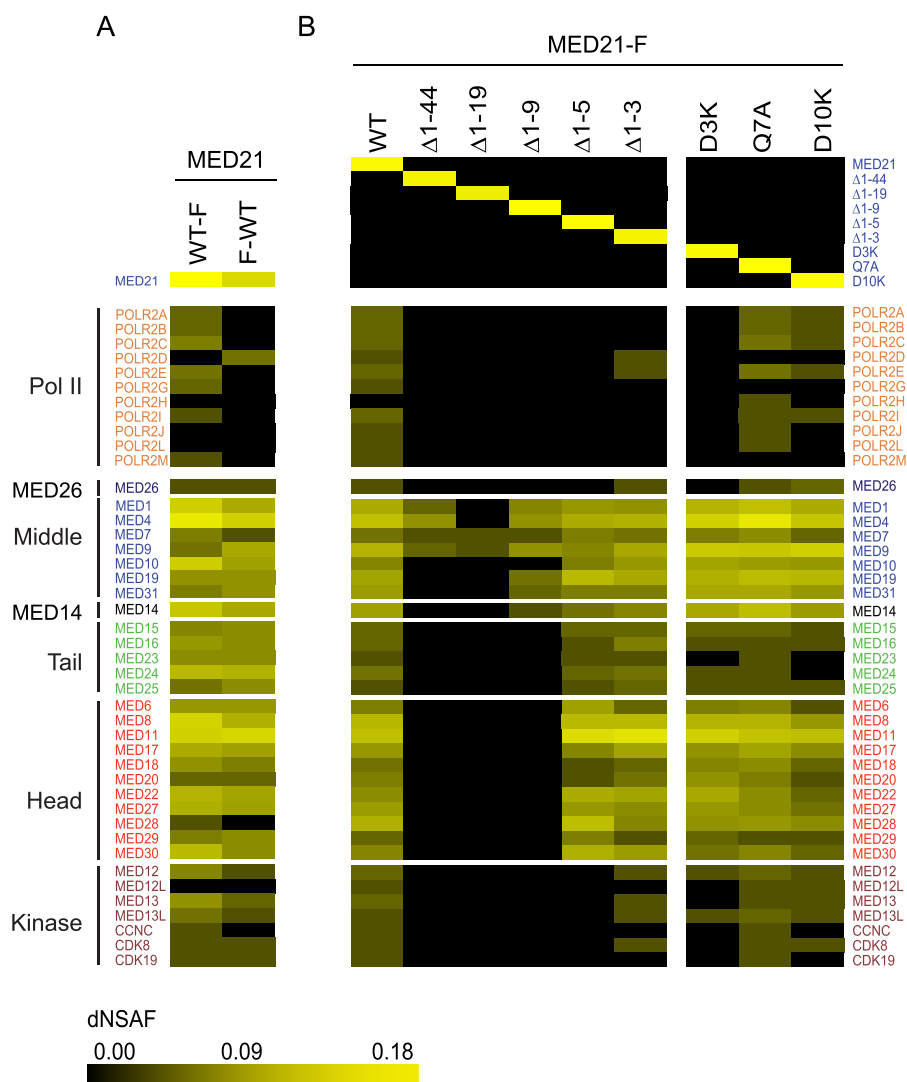 A
B
MED21-F
MED21
WT-F
F-WT
WT
Δ1-44
Δ1-19
Δ1-9
Δ1-5
Δ1-3
D3K
Q7A
D10K
MED21
MED21
Δ1-44
Δ1-19
Δ1-9
Δ1-5
Δ1-3
D3K
Q7A
D10K
Pol II
POLR2A
POLR2B
POLR2C
POLR2D
POLR2E
POLR2G
POLR2H
POLR2I
POLR2J
POLR2L
POLR2M
POLR2A
POLR2B
POLR2C
POLR2D
POLR2E
POLR2G
POLR2H
POLR2I
POLR2J
POLR2L
POLR2M
MED26
MED26
MED26
Middle
MED1
MED4
MED7
MED9
MED10
MED19
MED31
MED1
MED4
MED7
MED9
MED10
MED19
MED31
MED14
MED14
MED14
Tail
MED15
MED16
MED23
MED24
MED25
MED15
MED16
MED23
MED24
MED25
Head
MED6
MED8
MED11
MED17
MED18
MED20
MED22
MED27
MED28
MED29
MED30
MED6
MED8
MED11
MED17
MED18
MED20
MED22
MED27
MED28
MED29
MED30
Kinase
MED12
MED12L
MED13
MED13L
CCNC
CDK8
CDK19
MED12
MED12L
MED13
MED13L
CCNC
CDK8
CDK19
dNSAF
0.00 0.09 0.18